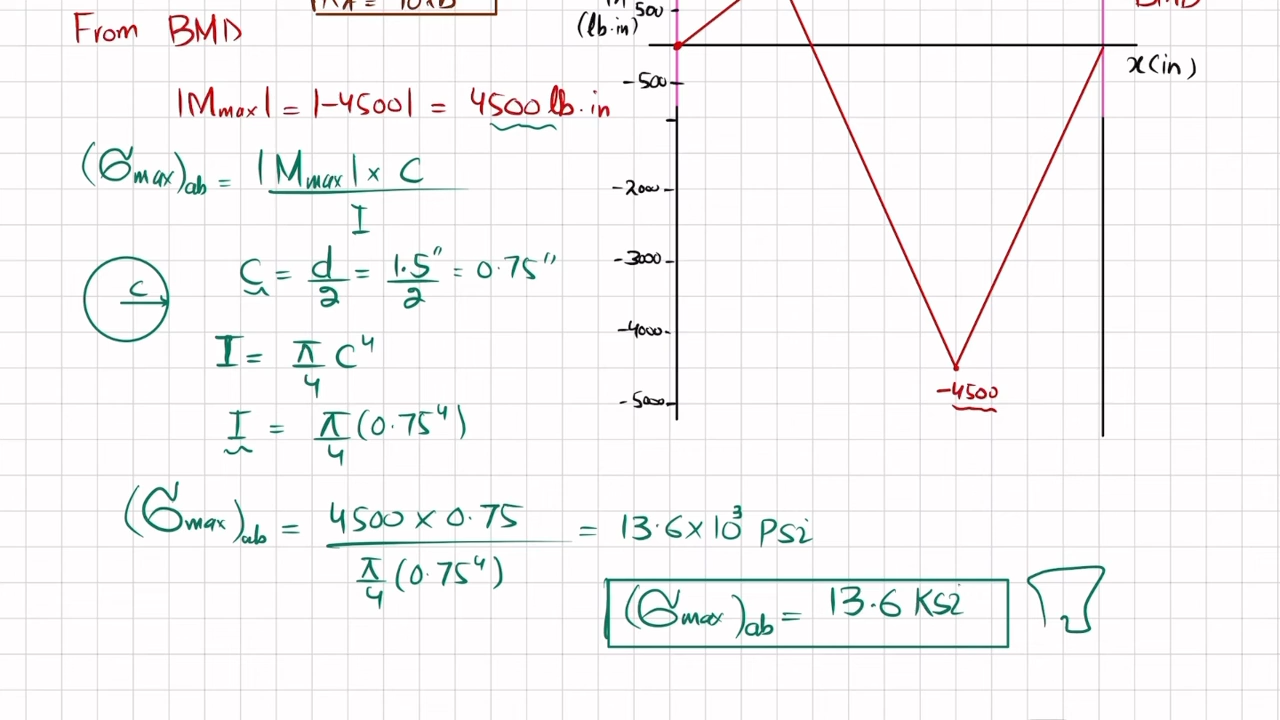 From BMD
|Mmax| = |-4500| = 4500 lb.in
(σmax)ab = |Mmax| × C / I
C
C = d/2 = 1.5"/2 = 0.75"
I = π/4 C⁴
I = π/4 (0.75⁴)
(σmax)ab = 4500 × 0.75 / π/4 (0.75⁴) = 13.6×10³ Psi
(σmax)ab = 13.6 Ksi
500
(lb.in)
-500
-2000
-3000
-4000
-5000
x(in)
-4500